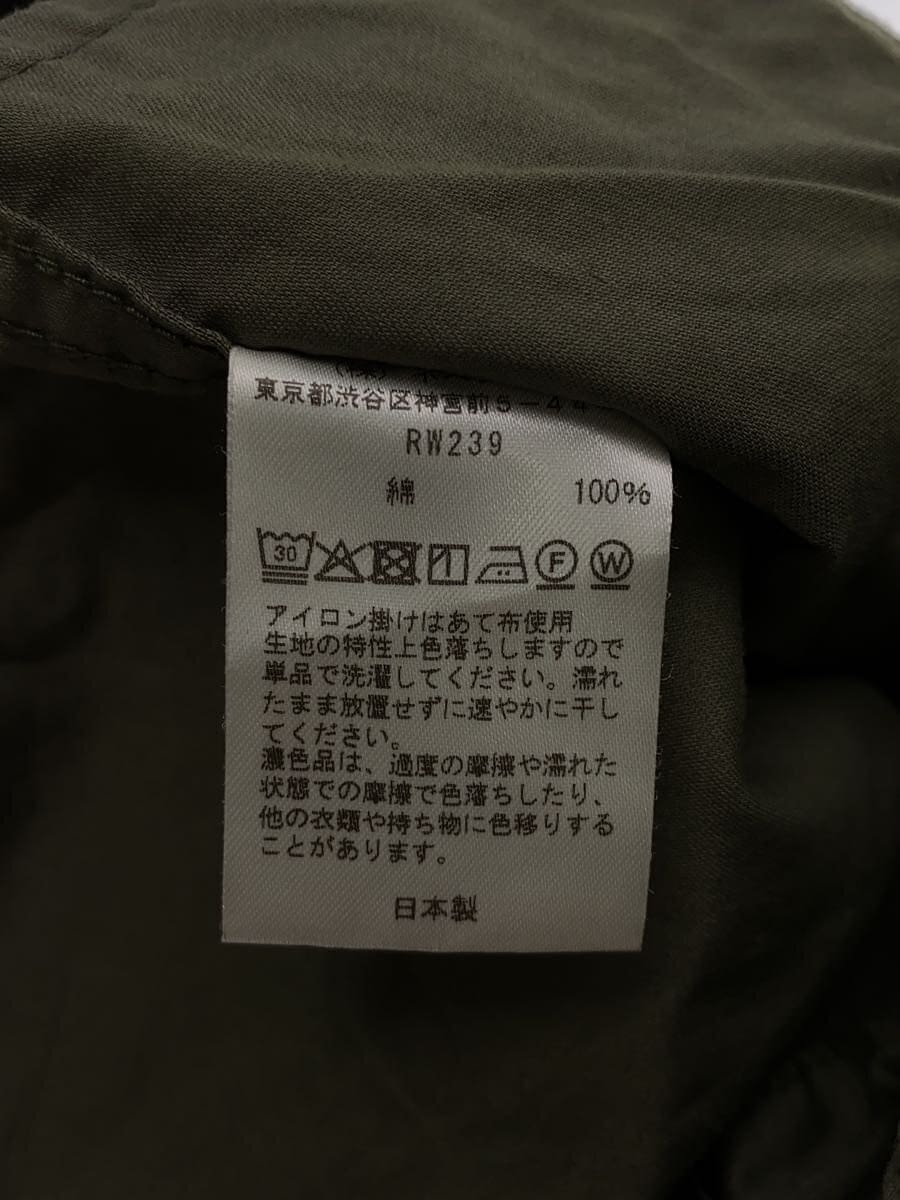 東京都渋谷区神宮前5-44-
RW239
綿 100%
30 F W
アイロン掛けはあて布使用
生地の特性上色落ちしますので
単品で洗濯してください。濡れ
たまま放置せずに速やかに干し
てください。
濃色品は、過度の摩擦や濡れた
状態での摩擦で色落ちしたり、
他の衣類や持ち物に色移りする
ことがあります。
日本製